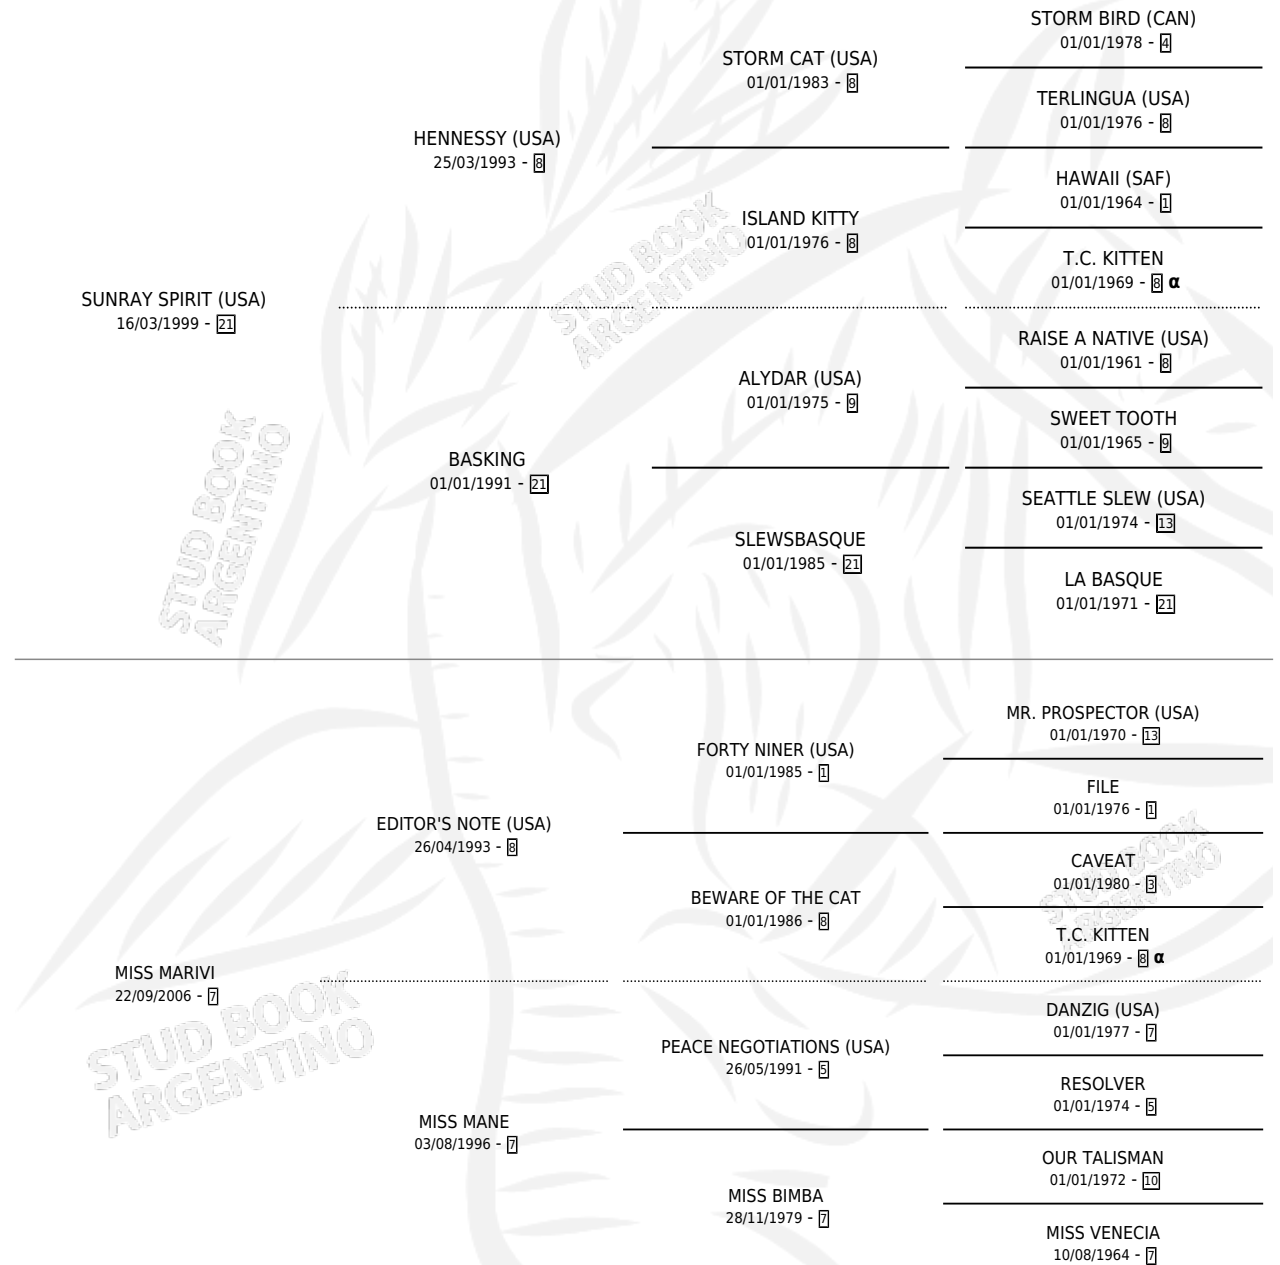 STORM BIRD (CAN)
01/01/1978 - 4
STORM CAT (USA)
01/01/1983 - 8
TERLINGUA (USA)
01/01/1976 - 8
HENNESSY (USA)
25/03/1993 - 8
HAWAII (SAF)
01/01/1964 - 1
ISLAND KITTY
01/01/1976 - 8
T.C. KITTEN
01/01/1969 - 8 α
SUNRAY SPIRIT (USA)
16/03/1999 - 21
RAISE A NATIVE (USA)
01/01/1961 - 8
ALYDAR (USA)
01/01/1975 - 9
SWEET TOOTH
01/01/1965 - 9
BASKING
01/01/1991 - 21
SEATTLE SLEW (USA)
01/01/1974 - 13
SLEWSBASQUE
01/01/1985 - 21
LA BASQUE
01/01/1971 - 21
MR. PROSPECTOR (USA)
01/01/1970 - 13
FORTY NINER (USA)
01/01/1985 - 1
FILE
01/01/1976 - 1
EDITOR'S NOTE (USA)
26/04/1993 - 8
CAVEAT
01/01/1980 - 3
BEWARE OF THE CAT
01/01/1986 - 8
T.C. KITTEN
01/01/1969 - 8 α
MISS MARIVI
22/09/2006 - 7
DANZIG (USA)
01/01/1977 - 7
PEACE NEGOTIATIONS (USA)
26/05/1991 - 5
RESOLVER
01/01/1974 - 5
MISS MANE
03/08/1996 - 7
OUR TALISMAN
01/01/1972 - 10
MISS BIMBA
28/11/1979 - 7
MISS VENECIA
10/08/1964 - 7
STUD BOOK
ARGENTINO
STUD BOOK
ARGENTINO
STUD BOOK
ARGENTINO
STUD BOOK
ARGENTINO